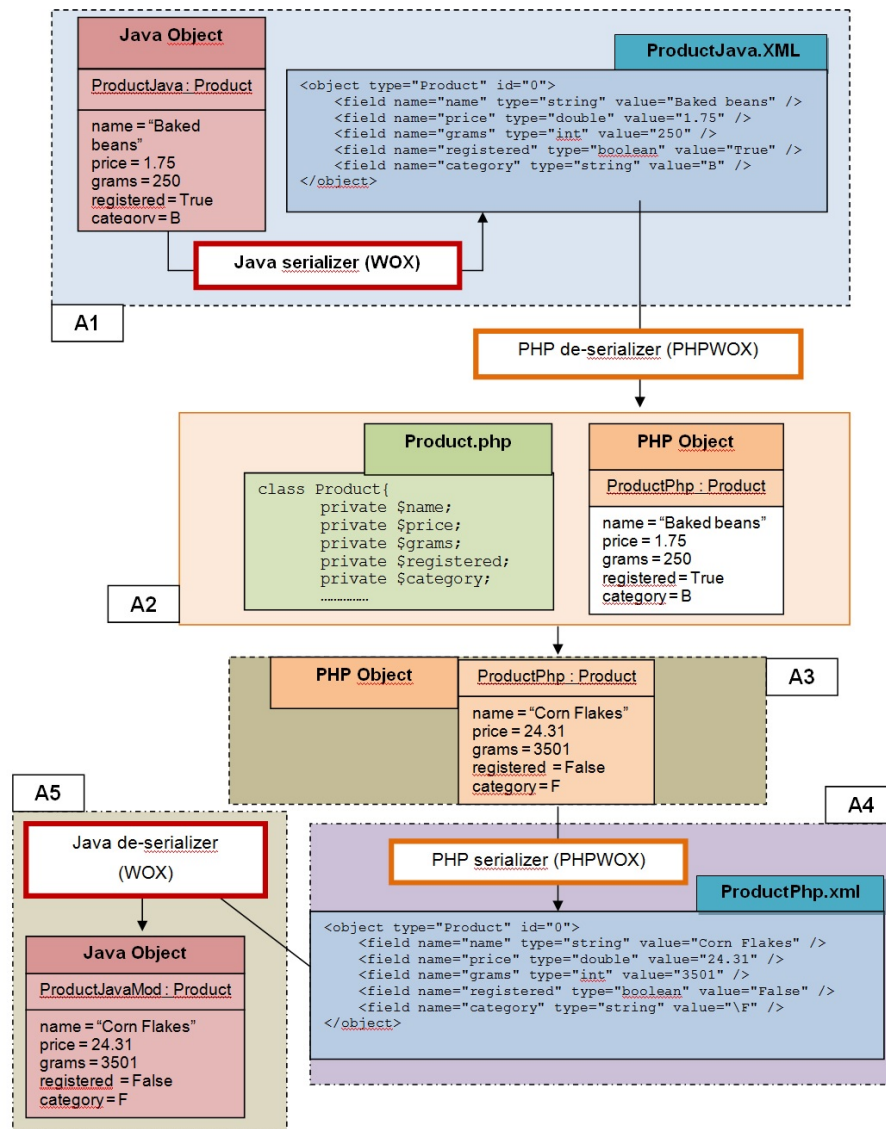 Java Object
ProductJava : Product
name = “Baked
beans”
price = 1.75
grams = 250
registered = True
category = B
ProductJava.XML
<object type="Product" id="0">
<field name="name" type="string" value="Baked beans" />
<field name="price" type="double" value="1.75" />
<field name="grams" type="int" value="250" />
<field name="registered" type="boolean" value="True" />
<field name="category" type="string" value="B" />
</object>
Java serializer (WOX)
A1
PHP de-serializer (PHPWOX)
Product.php
class Product{
private $name;
private $price;
private $grams;
private $registered;
private $category;
...............
PHP Object
ProductPhp : Product
name = “Baked beans”
price = 1.75
grams = 250
registered = True
category = B
A2
PHP Object
ProductPhp : Product
name = “Corn Flakes”
price = 24.31
grams = 3501
registered = False
category = F
A3
A5
Java de-serializer
(WOX)
Java Object
ProductJavaMod : Product
name = “Corn Flakes”
price = 24.31
grams = 3501
registered = False
category = F
A4
PHP serializer (PHPWOX)
ProductPhp.xml
<object type="Product" id="0">
<field name="name" type="string" value="Corn Flakes" />
<field name="price" type="double" value="24.31" />
<field name="grams" type="int" value="3501" />
<field name="registered" type="boolean" value="False" />
<field name="category" type="string" value="\F" />
</object>